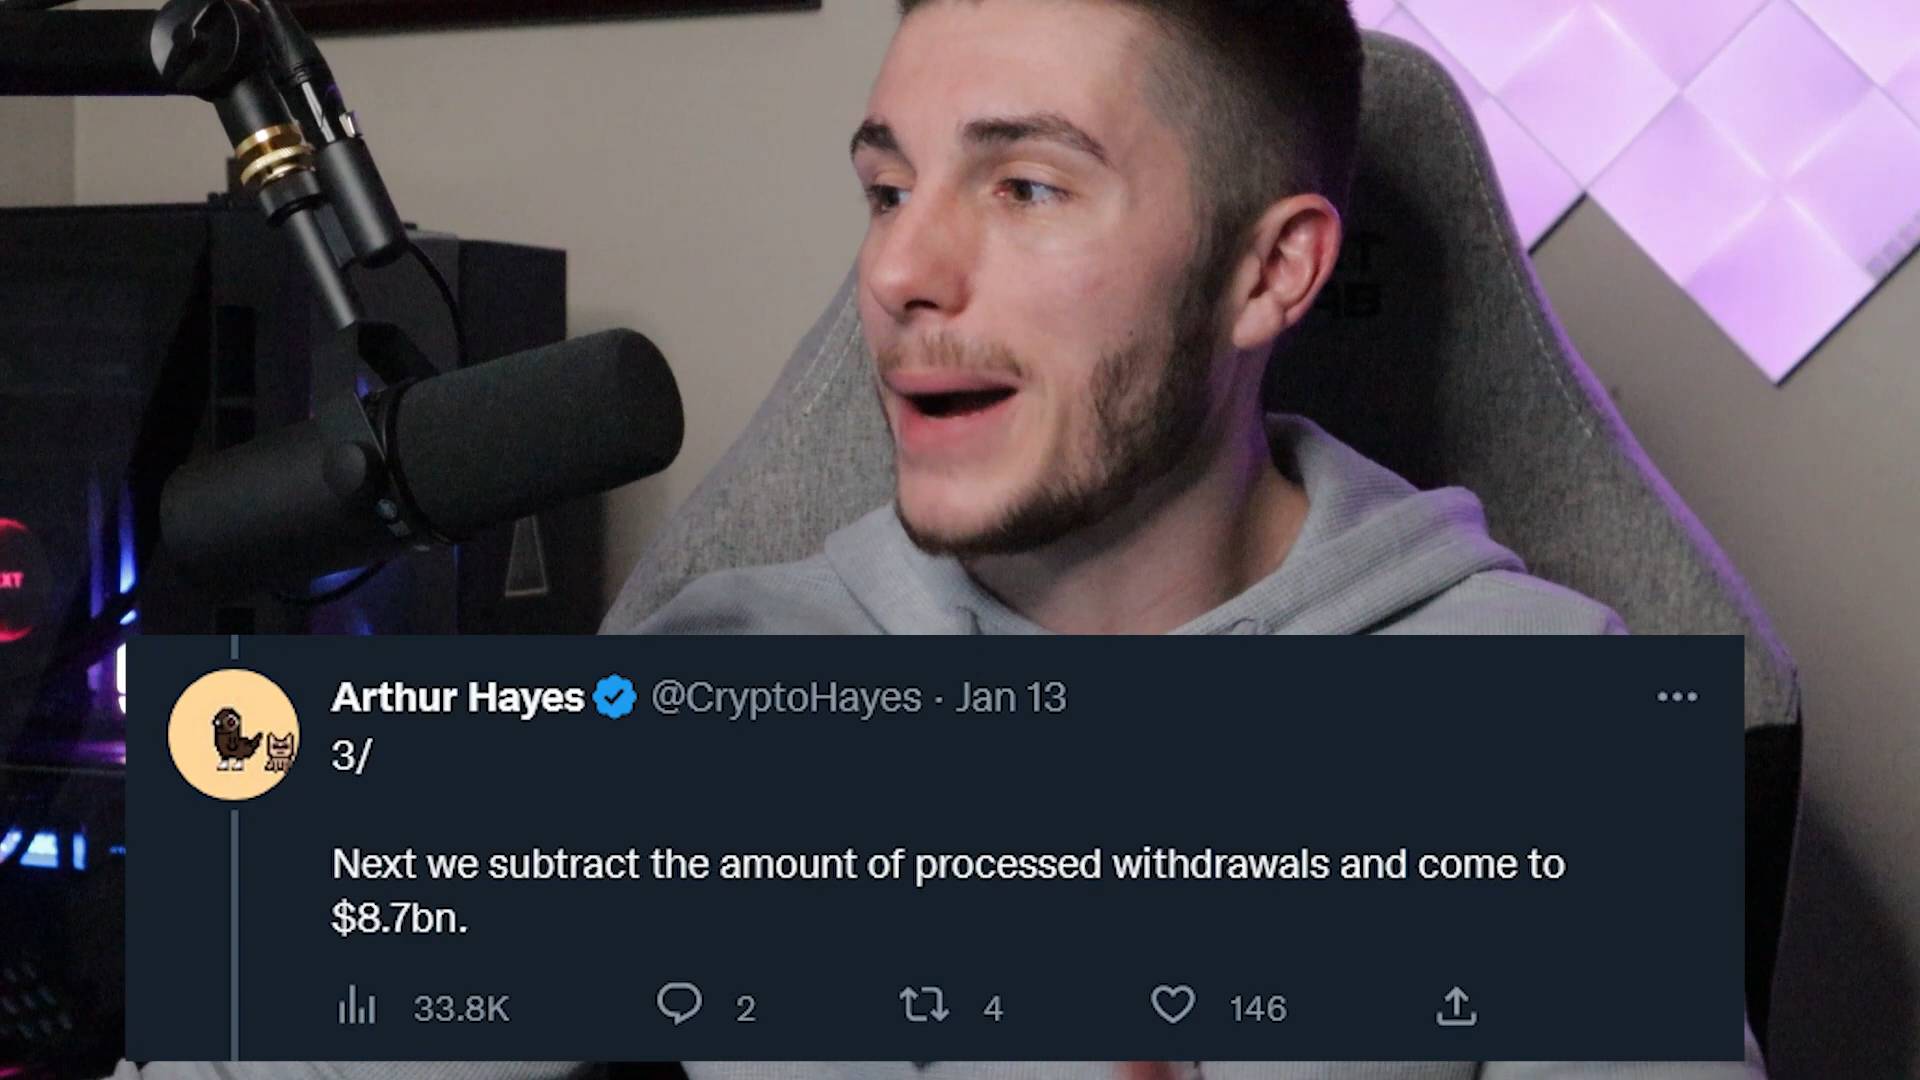 Arthur Hayes @CryptoHayes · Jan 13
3/
Next we subtract the amount of processed withdrawals and come to
$8.7bn.
33.8K 2 4 146